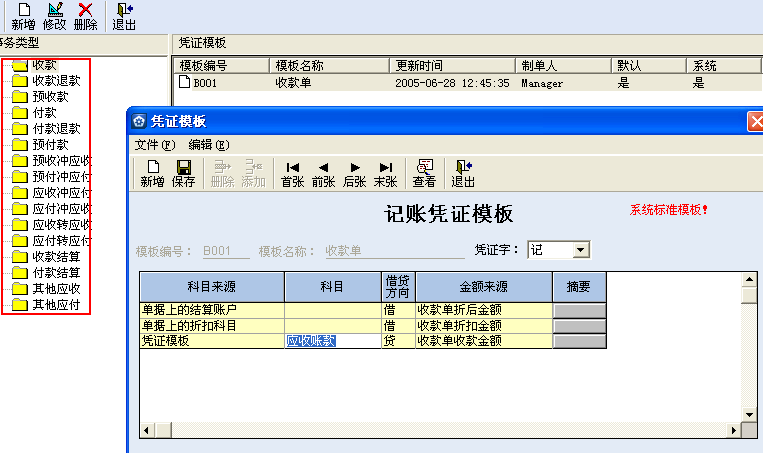 新增 修改 删除 退出
务类型 凭证模板
模板编号 模板名称 更新时间 制单人 默认 系统
B001 收款单 2005-06-28 12:45:35 Manager 是 是
收款
收款退款
预收款
付款
付款退款
预付款
预收冲应收
预付冲应付
应收冲应付
应付冲应收
应收转应收
应付转应付
收款结算
付款结算
其他应收
其他应付
凭证模板
文件(F) 编辑(E)
新增 保存 删除 添加 首张 前张 后张 末张 查看 退出
记账凭证模板
系统标准模板!
模板编号: B001 模板名称: 收款单 凭证字: 记
科目来源 科目 借贷方向 金额来源 摘要
单据上的结算账户 借 收款单折后金额
单据上的折扣科目 借 收款单折扣金额
凭证模板 应收账款 贷 收款单收款金额